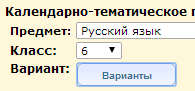 Календарно-тематическое п
Предмет: Русский язык
Класс: 6
Вариант: Варианты